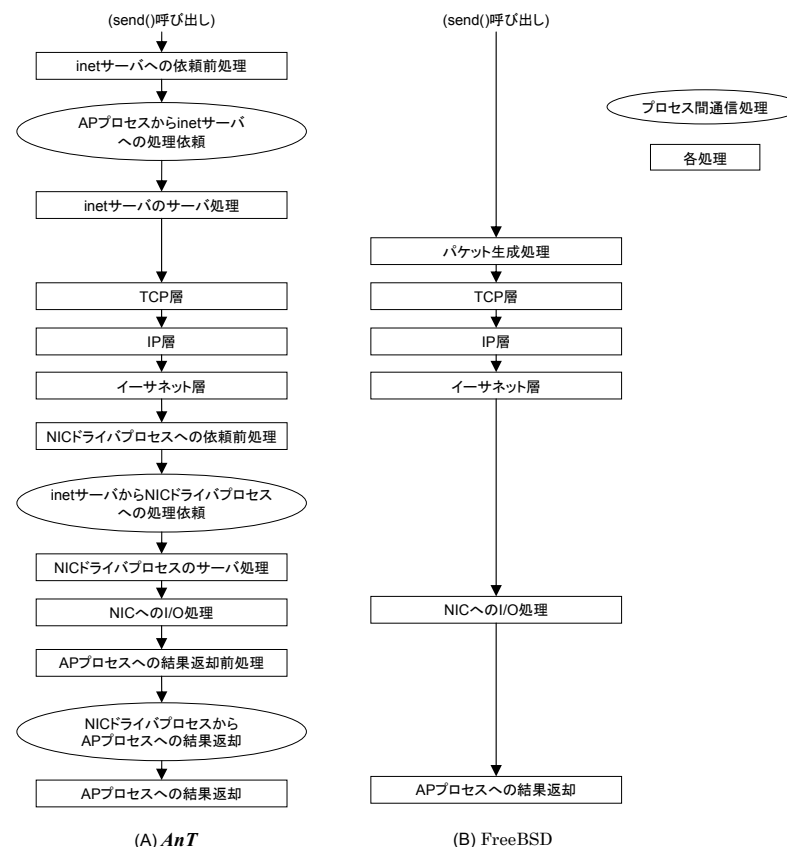 (send()呼び出し)
inetサーバへの依頼前処理
APプロセスからinetサーバ
への処理依頼
inetサーバのサーバ処理
TCP層
IP層
イーサネット層
NICドライバプロセスへの依頼前処理
inetサーバからNICドライバプロセス
への処理依頼
NICドライバプロセスのサーバ処理
NICへのI/O処理
APプロセスへの結果返却前処理
NICドライバプロセスから
APプロセスへの結果返却
APプロセスへの結果返却
(A) AnT
(send()呼び出し)
パケット生成処理
TCP層
IP層
イーサネット層
NICへのI/O処理
APプロセスへの結果返却
(B) FreeBSD
プロセス間通信処理
各処理